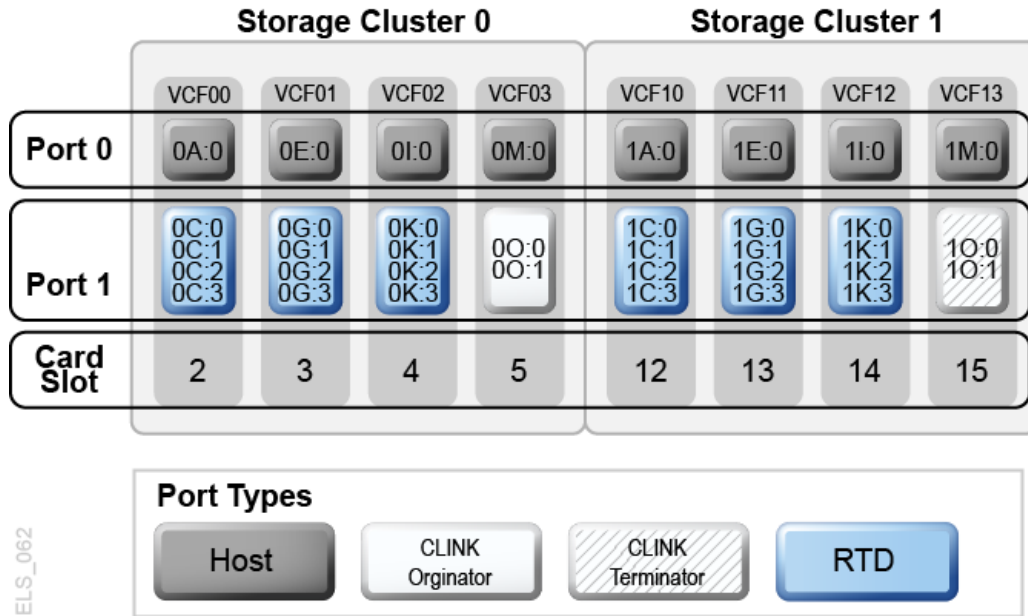 Storage Cluster 0 Storage Cluster 1
VCF00 VCF01 VCF02 VCF03 VCF10 VCF11 VCF12 VCF13
Port 0 0A:0 0E:0 0I:0 0M:0 1A:0 1E:0 1I:0 1M:0
0C:0 0G:0 0K:0 1C:0 1G:0 1K:0
0C:1 0G:1 0K:1 0O:0 1C:1 1G:1 1K:1 1O:0
0C:2 0G:2 0K:2 0O:1 1C:2 1G:2 1K:2 1O:1
0C:3 0G:3 0K:3 1C:3 1G:3 1K:3
Port 1
Card
Slot
2 3 4 5 12 13 14 15
Port Types
Host
CLINK
Orginator
CLINK
Terminator
RTD
ELS_062